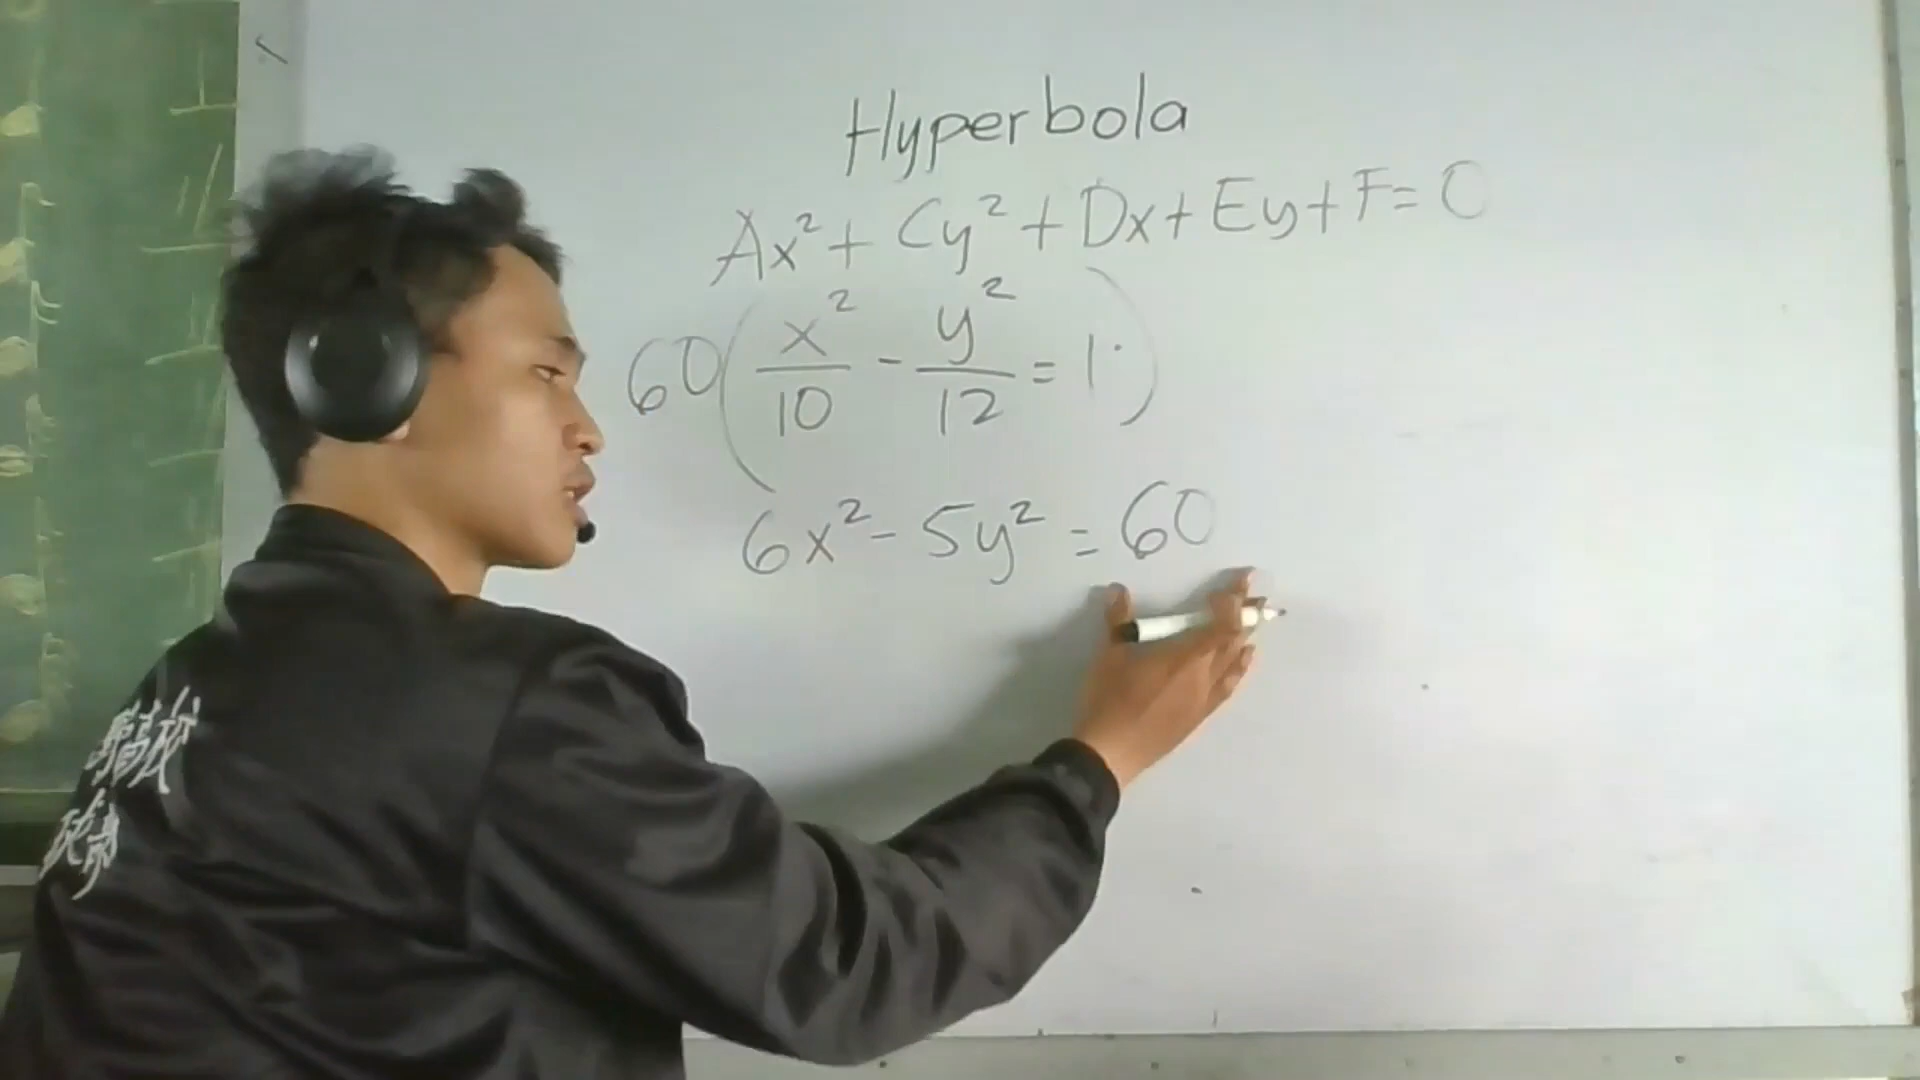 Hyperbola
Ax² + Cy² + Dx + Ey + F = 0
60(x²/10 - y²/12 = 1)
6x² - 5y² = 60